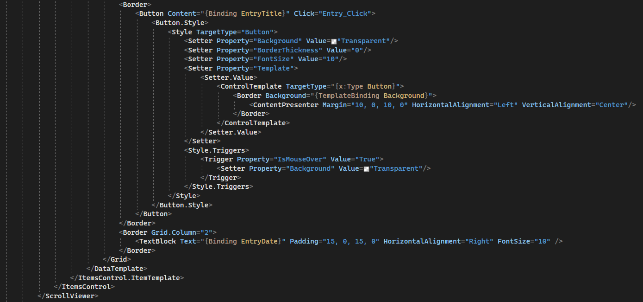 <Border>
<Button Content="{Binding EntryTitle}" Click="Entry_Click">
<Button.Style>
<Style TargetType="Button">
<Setter Property="Background" Value="Transparent"/>
<Setter Property="BorderThickness" Value="0"/>
<Setter Property="FontSize" Value="10"/>
<Setter Property="Template">
<Setter.Value>
<ControlTemplate TargetType="{x:Type Button}">
<Border Background="{TemplateBinding Background}">
<ContentPresenter Margin="10, 0, 10, 0" HorizontalAlignment="Left" VerticalAlignment="Center"/>
</Border>
</ControlTemplate>
</Setter.Value>
</Setter>
<Style.Triggers>
<Trigger Property="IsMouseOver" Value="True">
<Setter Property="Background" Value="Transparent"/>
</Trigger>
</Style.Triggers>
</Style>
</Button.Style>
</Button>
</Border>
<Border Grid.Column="2">
<TextBlock Text="{Binding EntryDate}" Padding="15, 0, 15, 0" HorizontalAlignment="Right" FontSize="10" />
</Border>
</Grid>
</DataTemplate>
</ItemsControl.ItemTemplate>
</ItemsControl>
</ScrollViewer>